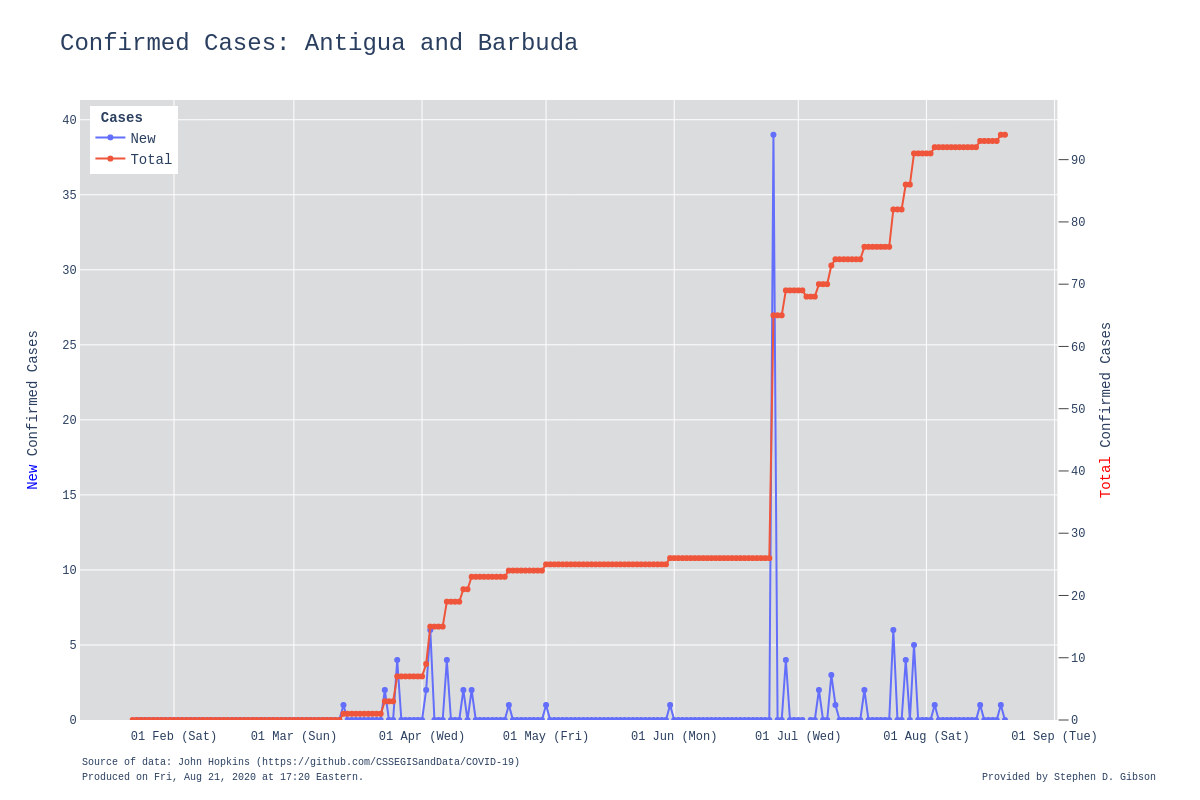 Confirmed Cases: Antigua and Barbuda
Cases
New
Total
40
35
30
25
20
15
10
5
0
New Confirmed Cases
90
80
70
60
50
40
30
20
10
0
Total Confirmed Cases
01 Feb (Sat) 01 Mar (Sun) 01 Apr (Wed) 01 May (Fri) 01 Jun (Mon) 01 Jul (Wed) 01 Aug (Sat) 01 Sep (Tue)
Source of data: John Hopkins (https://github.com/CSSEGISandData/COVID-19)
Produced on Fri, Aug 21, 2020 at 17:20 Eastern.
Provided by Stephen D. Gibson